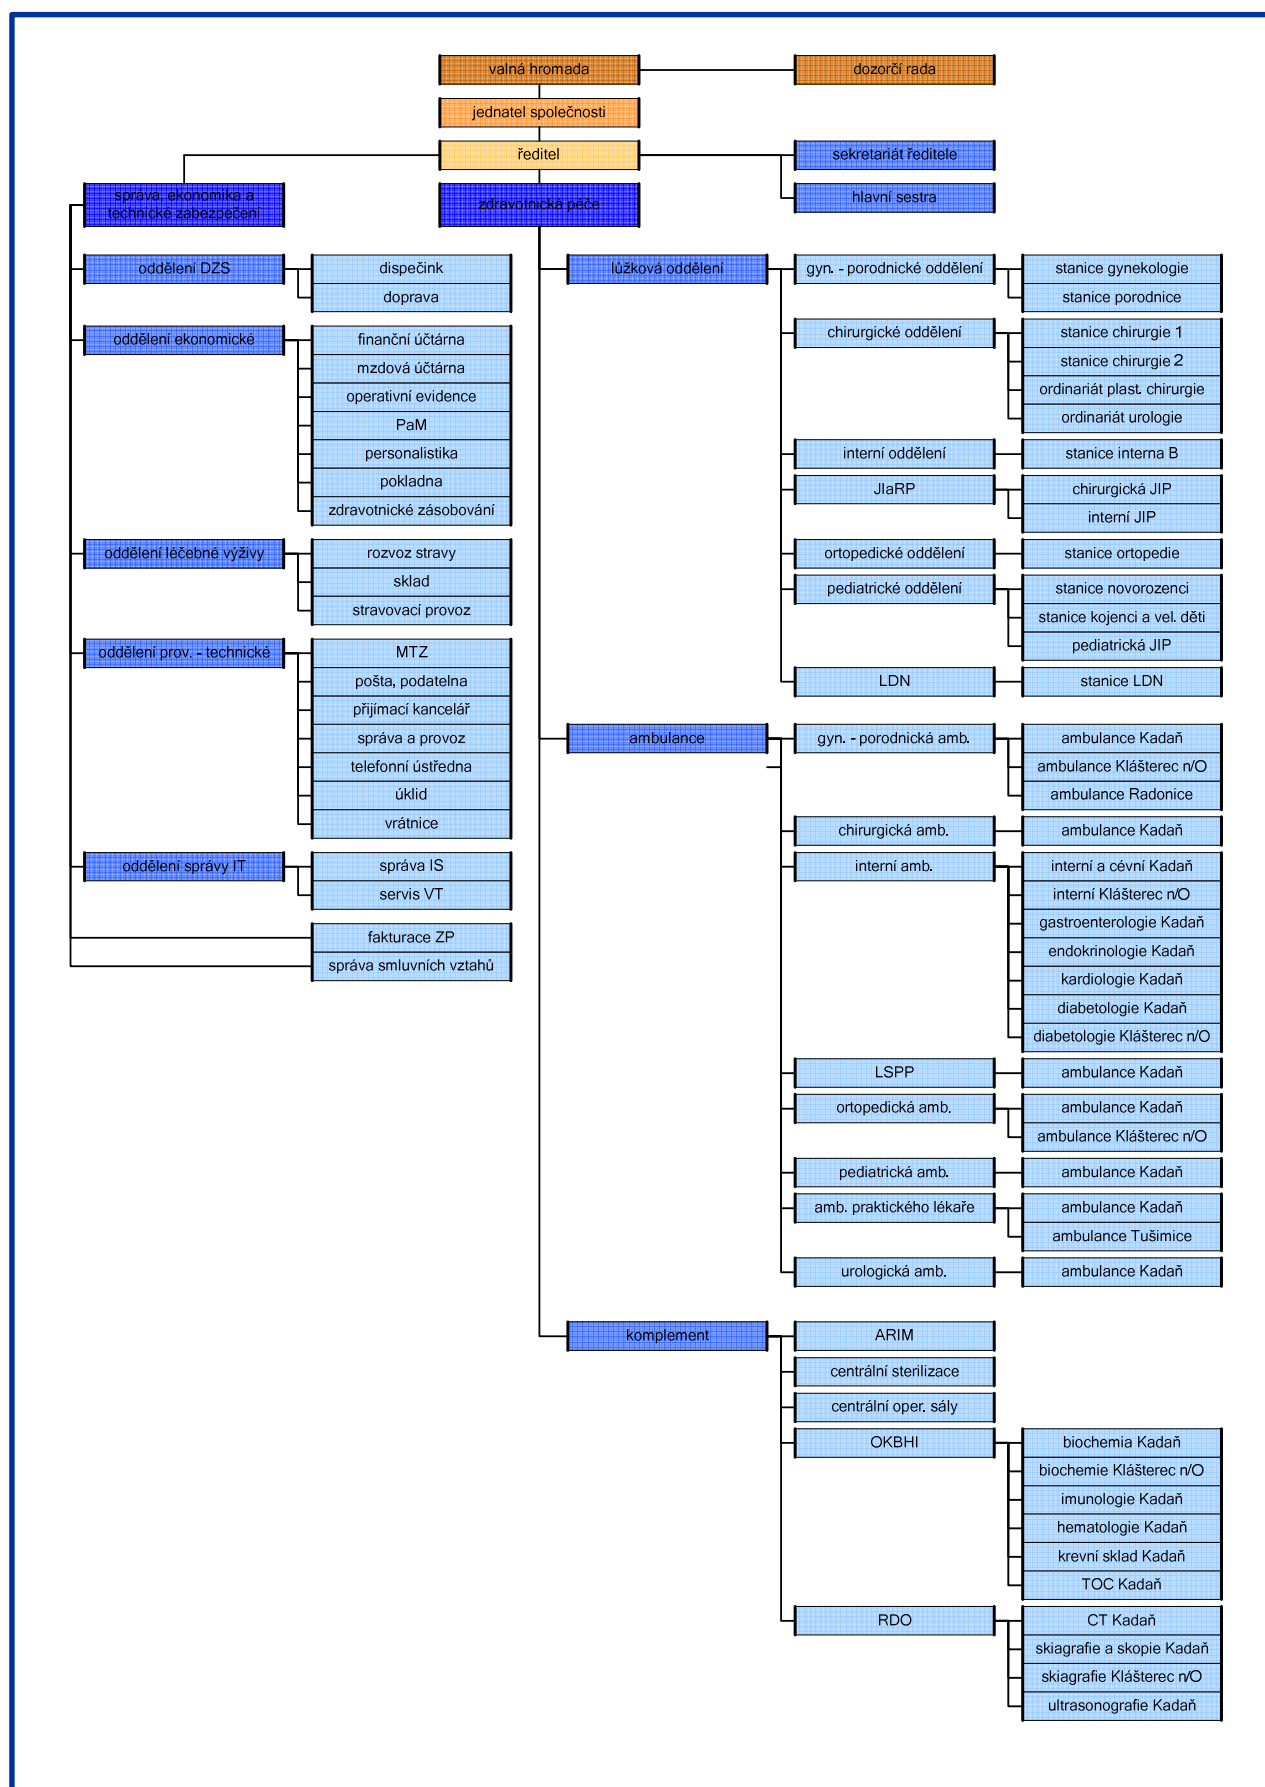 valná hromada
dozorčí rada
jednatel společnosti
ředitel
sekretariát ředitele
hlavní sestra
správa, ekonomika a
technické zabezpečení
zdravotnická péče
oddělení DZS
dispečink
doprava
oddělení ekonomické
finanční účtárna
mzdová účtárna
operativní evidence
PaM
personalistika
pokladna
zdravotnické zásobování
oddělení léčebné výživy
rozvoz stravy
sklad
stravovací provoz
oddělení prov. - technické
MTZ
pošta, podatelna
přijímací kancelář
správa a provoz
telefonní ústředna
úklid
vrátnice
oddělení správy IT
správa IS
servis VT
fakturace ZP
správa smluvních vztahů
lůžková oddělení
gyn. - porodnické oddělení
stanice gynekologie
stanice porodnice
chirurgické oddělení
stanice chirurgie 1
stanice chirurgie 2
ordinariát plast. chirurgie
ordinariát urologie
interní oddělení
stanice interna B
JIaRP
chirurgická JIP
interní JIP
ortopedické oddělení
stanice ortopedie
pediatrické oddělení
stanice novorozenci
stanice kojenci a vel. děti
pediatrická JIP
LDN
stanice LDN
ambulance
gyn. - porodnická amb.
ambulance Kadaň
ambulance Klášterec n/O
ambulance Radonice
chirurgická amb.
ambulance Kadaň
interní amb.
interní a cévní Kadaň
interní Klášterec n/O
gastroenterologie Kadaň
endokrinologie Kadaň
kardiologie Kadaň
diabetologie Kadaň
diabetologie Klášterec n/O
LSPP
ambulance Kadaň
ortopedická amb.
ambulance Kadaň
ambulance Klášterec n/O
pediatrická amb.
ambulance Kadaň
amb. praktického lékaře
ambulance Kadaň
ambulance Tušimice
urologická amb.
ambulance Kadaň
komplement
ARIM
centrální sterilizace
centrální oper. sály
OKBHI
biochemia Kadaň
biochemie Klášterec n/O
imunologie Kadaň
hematologie Kadaň
krevní sklad Kadaň
TOC Kadaň
RDO
CT Kadaň
skiagrafie a skopie Kadaň
skiagrafie Klášterec n/O
ultrasonografie Kadaň